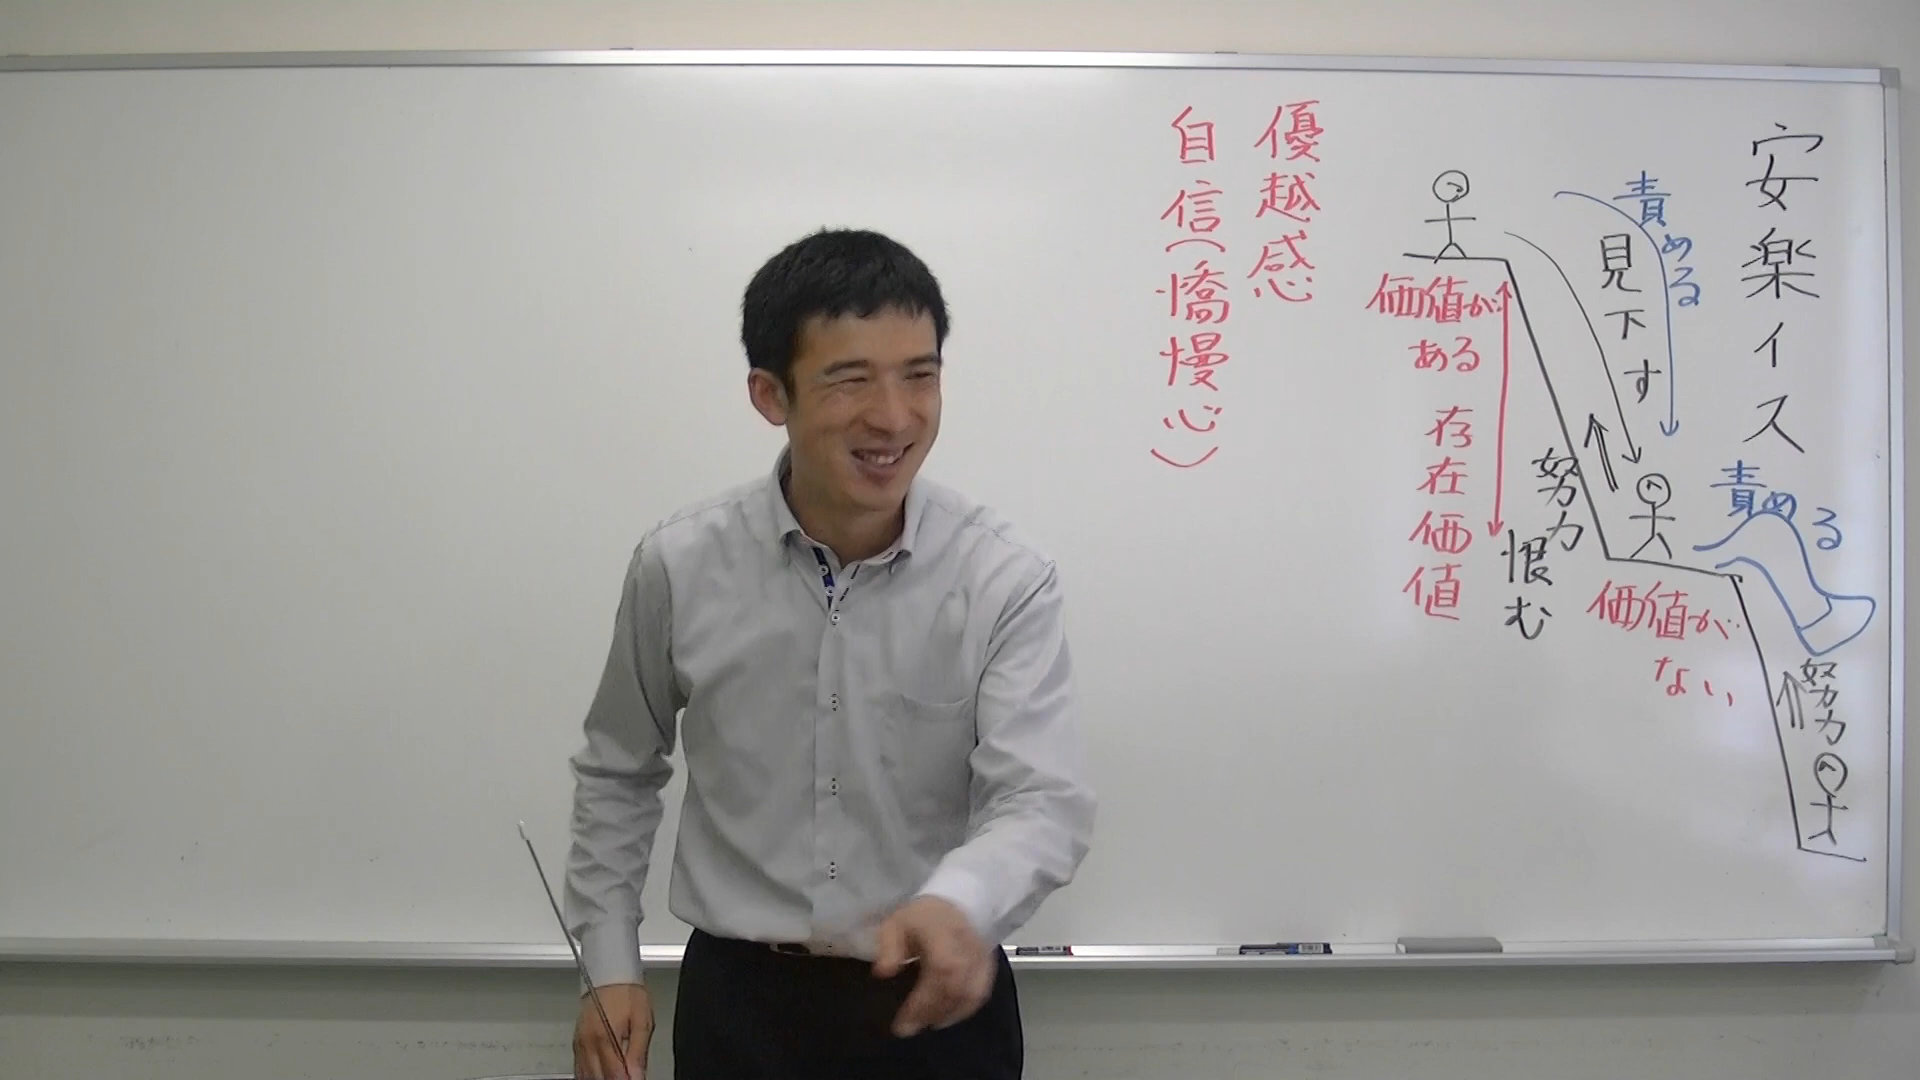 安楽イス
責める
見下す
責める
努力
努力
恨む
価値が
ある
存在価値
価値が
ない
優越感
自信(憍慢心)